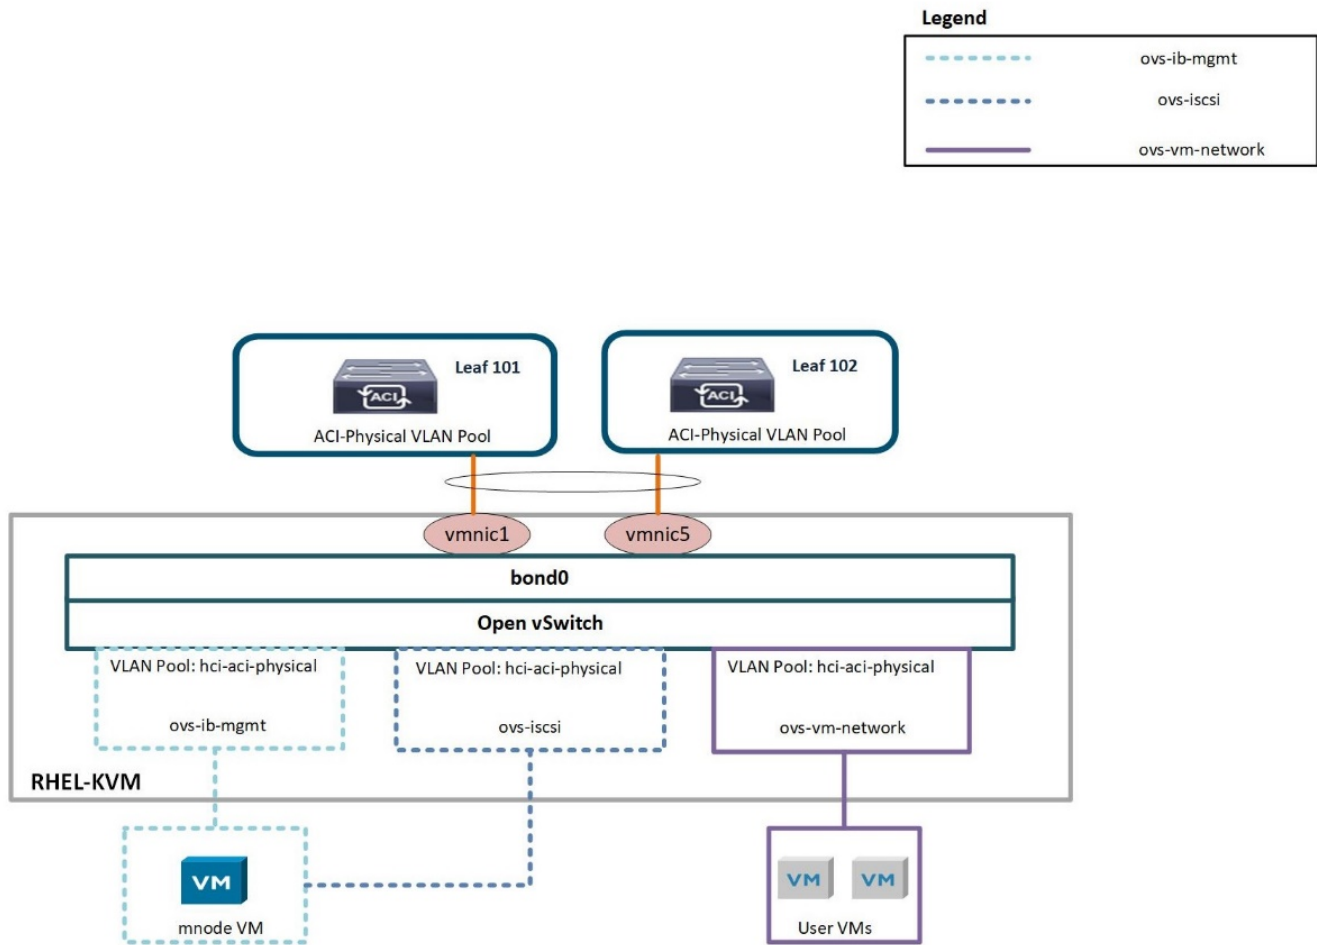 Legend
ovs-ib-mgmt
ovs-iscsi
ovs-vm-network
Leaf 101
ACI
ACI-Physical VLAN Pool
Leaf 102
ACI
ACI-Physical VLAN Pool
vmnic1
vmnic5
bond0
Open vSwitch
VLAN Pool: hci-aci-physical
ovs-ib-mgmt
VLAN Pool: hci-aci-physical
ovs-iscsi
VLAN Pool: hci-aci-physical
ovs-vm-network
RHEL-KVM
VM
mnode VM
VM
VM
User VMs